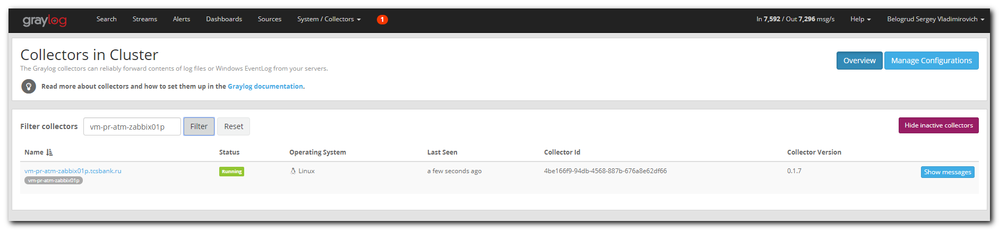 graylog Search Streams Alerts Dashboards Sources System / Collectors 1 In 7,592 / Out 7,296 msg/s Help Belogrud Sergey Vladimirovich
Collectors in Cluster
The Graylog collectors can reliably forward contents of log files or Windows EventLog from your servers.
Overview Manage Configurations
Read more about collectors and how to set them up in the Graylog documentation.
Filter collectors vm-pr-atm-zabbix01p Filter Reset Hide inactive collectors
Name Status Operating System Last Seen Collector Id Collector Version
vm-pr-atm-zabbix01p.tcsbank.ru Running Linux a few seconds ago 4be166f9-94db-4568-887b-676a8e62df66 0.1.7 Show messages
vm-pr-atm-zabbix01p